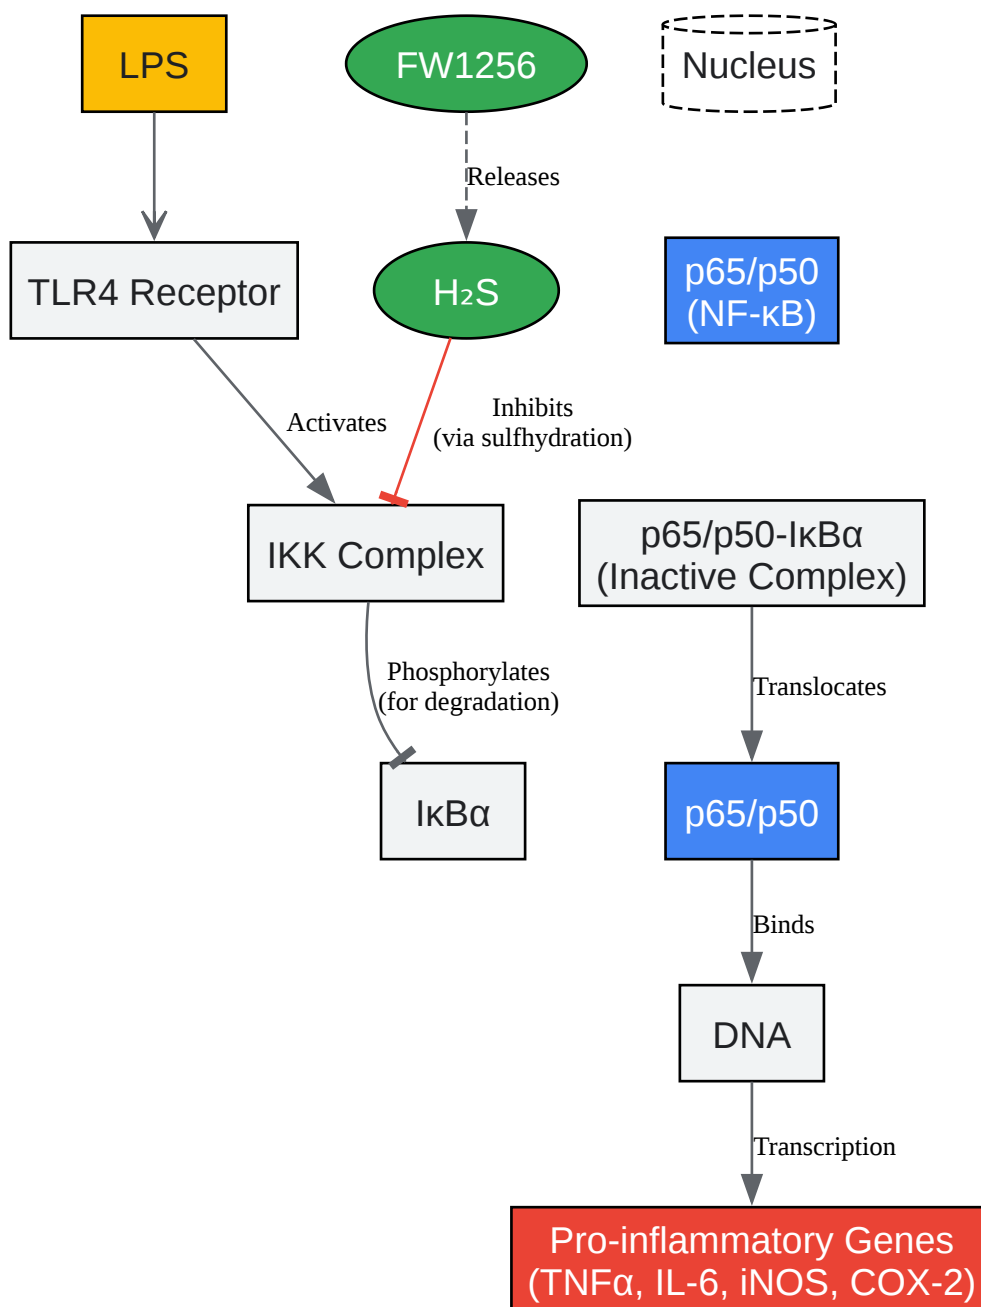 LPS
FW1256
Nucleus
Releases
TLR4 Receptor
H₂S
p65/p50
(NF-κB)
Activates
Inhibits
(via sulfhydration)
IKK Complex
p65/p50-IκBα
(Inactive Complex)
Phosphorylates
(for degradation)
Translocates
IκBα
p65/p50
Binds
DNA
Transcription
Pro-inflammatory Genes
(TNFα, IL-6, iNOS, COX-2)